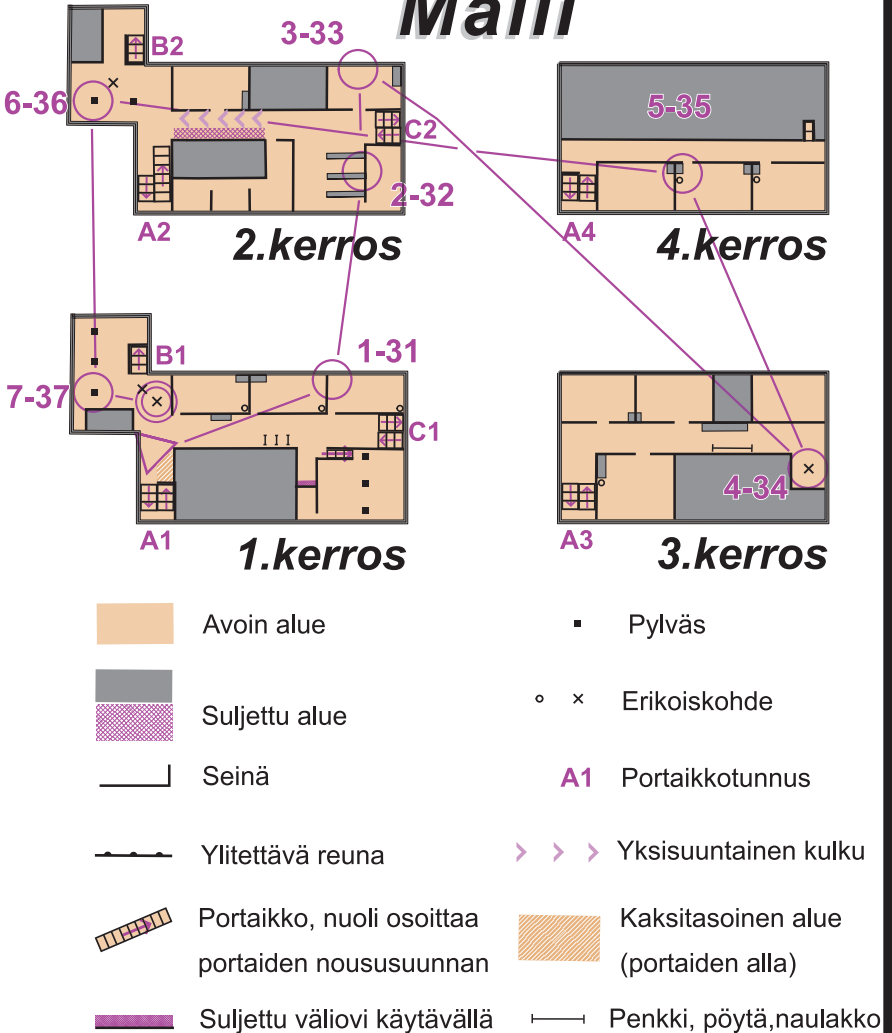 Malli
3-33
B2
6-36
5-35
C2
2-32
A2
A4
2.kerros
4.kerros
1-31
B1
7-37
C1
4-34
A1
A3
1.kerros
3.kerros
Avoin alue
Pylväs
Suljettu alue
Erikoiskohde
Seinä
A1 Portaikkotunnus
Ylitettävä reuna
Yksisuuntainen kulku
Portaikko, nuoli osoittaa
portaiden noususuunnan
Kaksitasoinen alue
(portaiden alla)
Suljettu väliovi käytävällä
Penkki, pöytä,naulakko